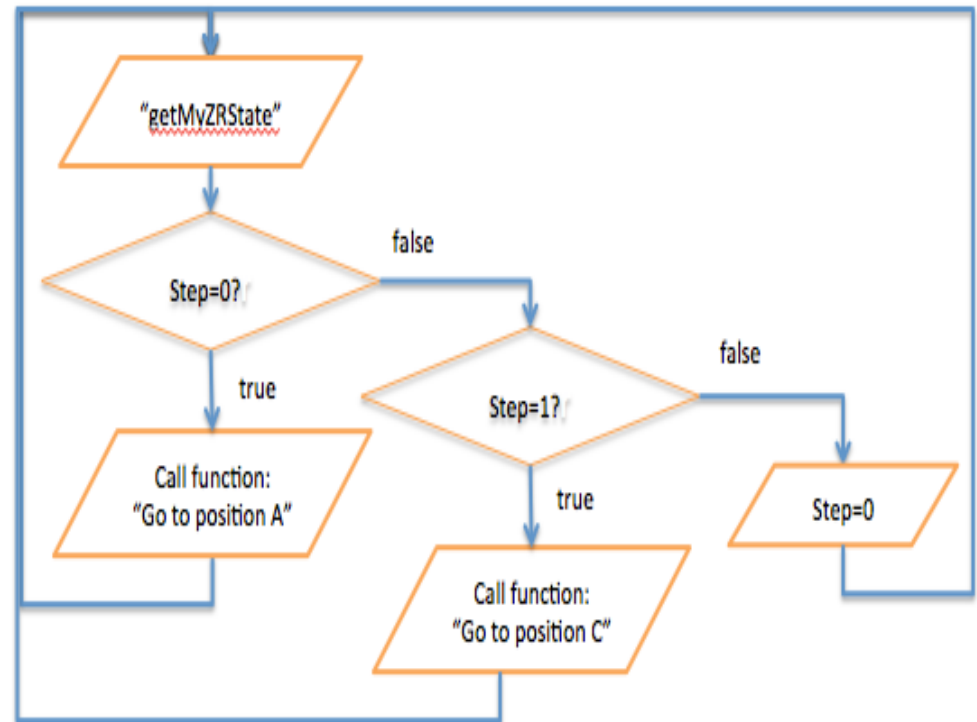 “getMyZRState”
Step=0?
false
true
Call function:
“Go to position A”
Step=1?
false
true
Call function:
“Go to position C”
Step=0